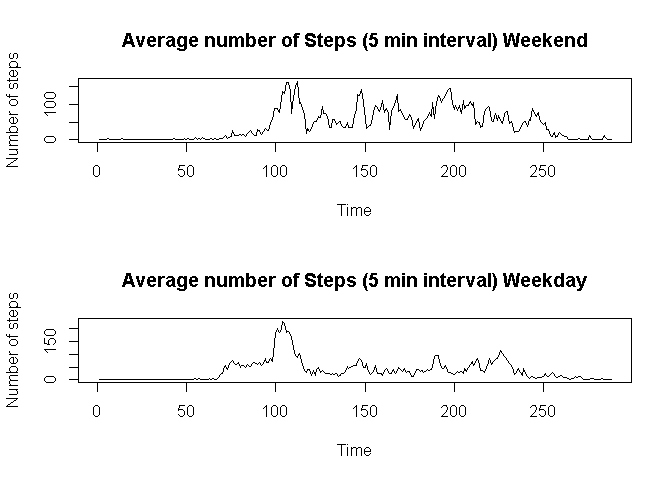 Average number of Steps (5 min interval) Weekend
Number of steps
100
0
0 50 100 150 200 250
Time
Average number of Steps (5 min interval) Weekday
Number of steps
150
0
0 50 100 150 200 250
Time